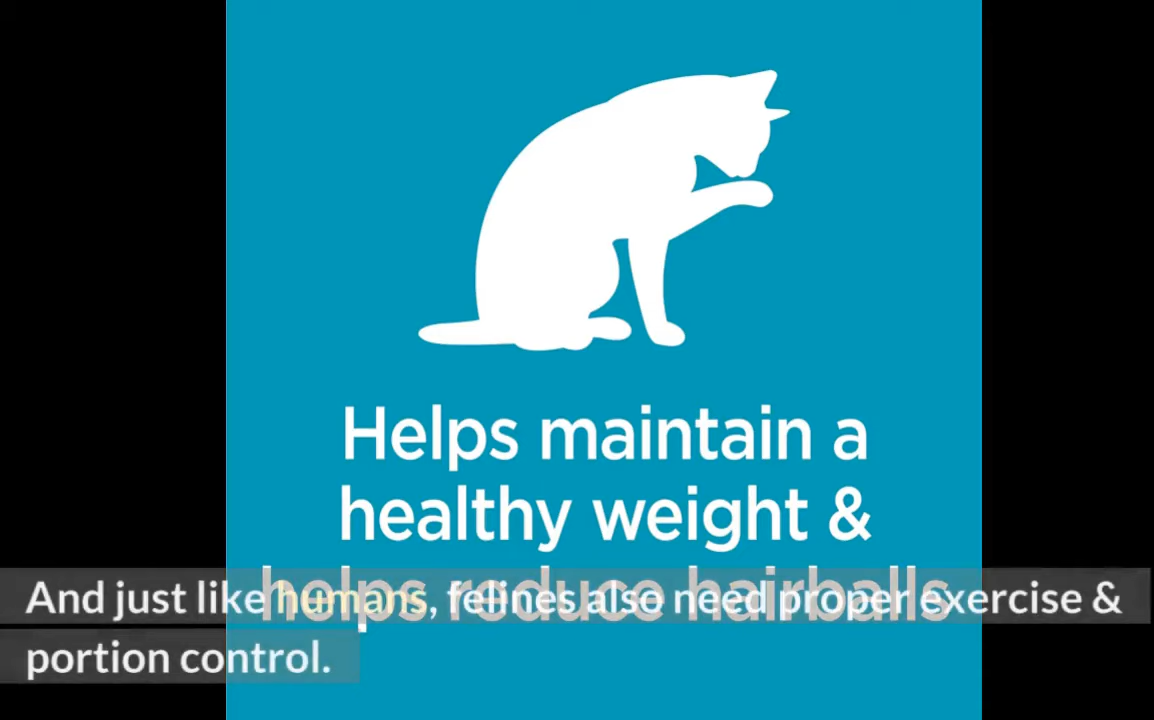 Helps maintain a
healthy weight &
helps reduce hairballs
And just like humans, felines also need proper exercise &
portion control.